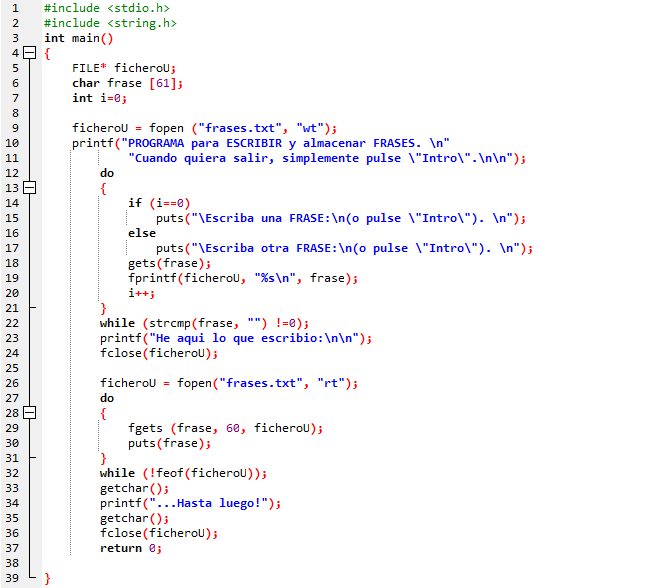 1 #include <stdio.h>
2 #include <string.h>
3 int main()
4 {
5 FILE* ficheroU;
6 char frase [61];
7 int i=0;
8
9 ficheroU = fopen ("frases.txt", "wt");
10 printf("PROGRAMA para ESCRIBIR y almacenar FRASES. \n"
11 "Cuando quiera salir, simplemente pulse \"Intro\".\n\n");
12 do
13 {
14 if (i==0)
15 puts("\Escriba una FRASE:\n(o pulse \"Intro\"). \n");
16 else
17 puts("\Escriba otra FRASE:\n(o pulse \"Intro\"). \n");
18 gets(frase);
19 fprintf(ficheroU, "%s\n", frase);
20 i++;
21 }
22 while (strcmp(frase, "") !=0);
23 printf("He aqui lo que escribio:\n\n");
24 fclose(ficheroU);
25
26 ficheroU = fopen("frases.txt", "rt");
27 do
28 {
29 fgets (frase, 60, ficheroU);
30 puts(frase);
31 }
32 while (!feof(ficheroU));
33 getchar();
34 printf("...Hasta luego!");
35 getchar();
36 fclose(ficheroU);
37 return 0;
38
39 }